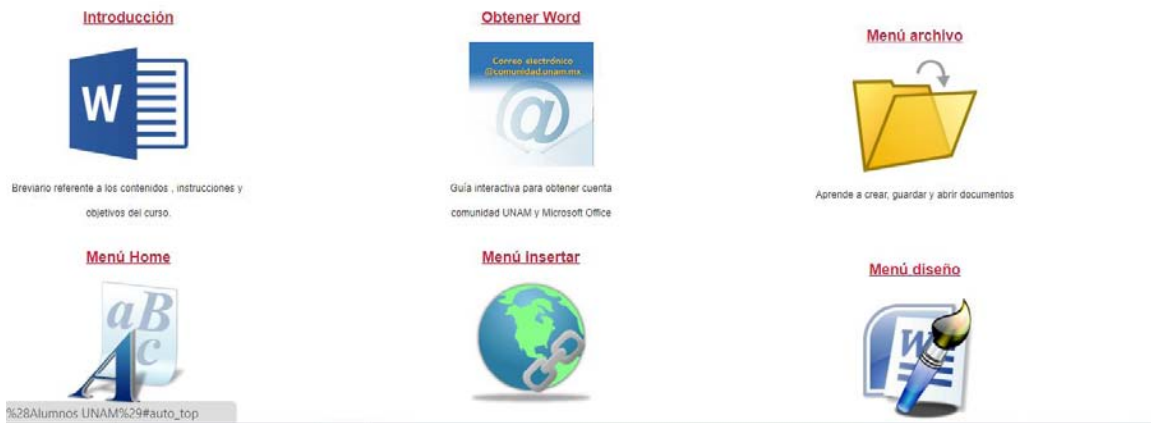 Introducción
Obtener Word
Menú archivo
Correo electrónico
@comunidad.unam.mx
@
W
Breviario referente a los contenidos , instrucciones y
objetivos del curso.
Guía interactiva para obtener cuenta
comunidad UNAM y Microsoft Office
Aprende a crear, guardar y abrir documentos
Menú Home
Menú Insertar
Menú diseño
aB
c
A
W
%28Alumnos UNAM%29#auto_top